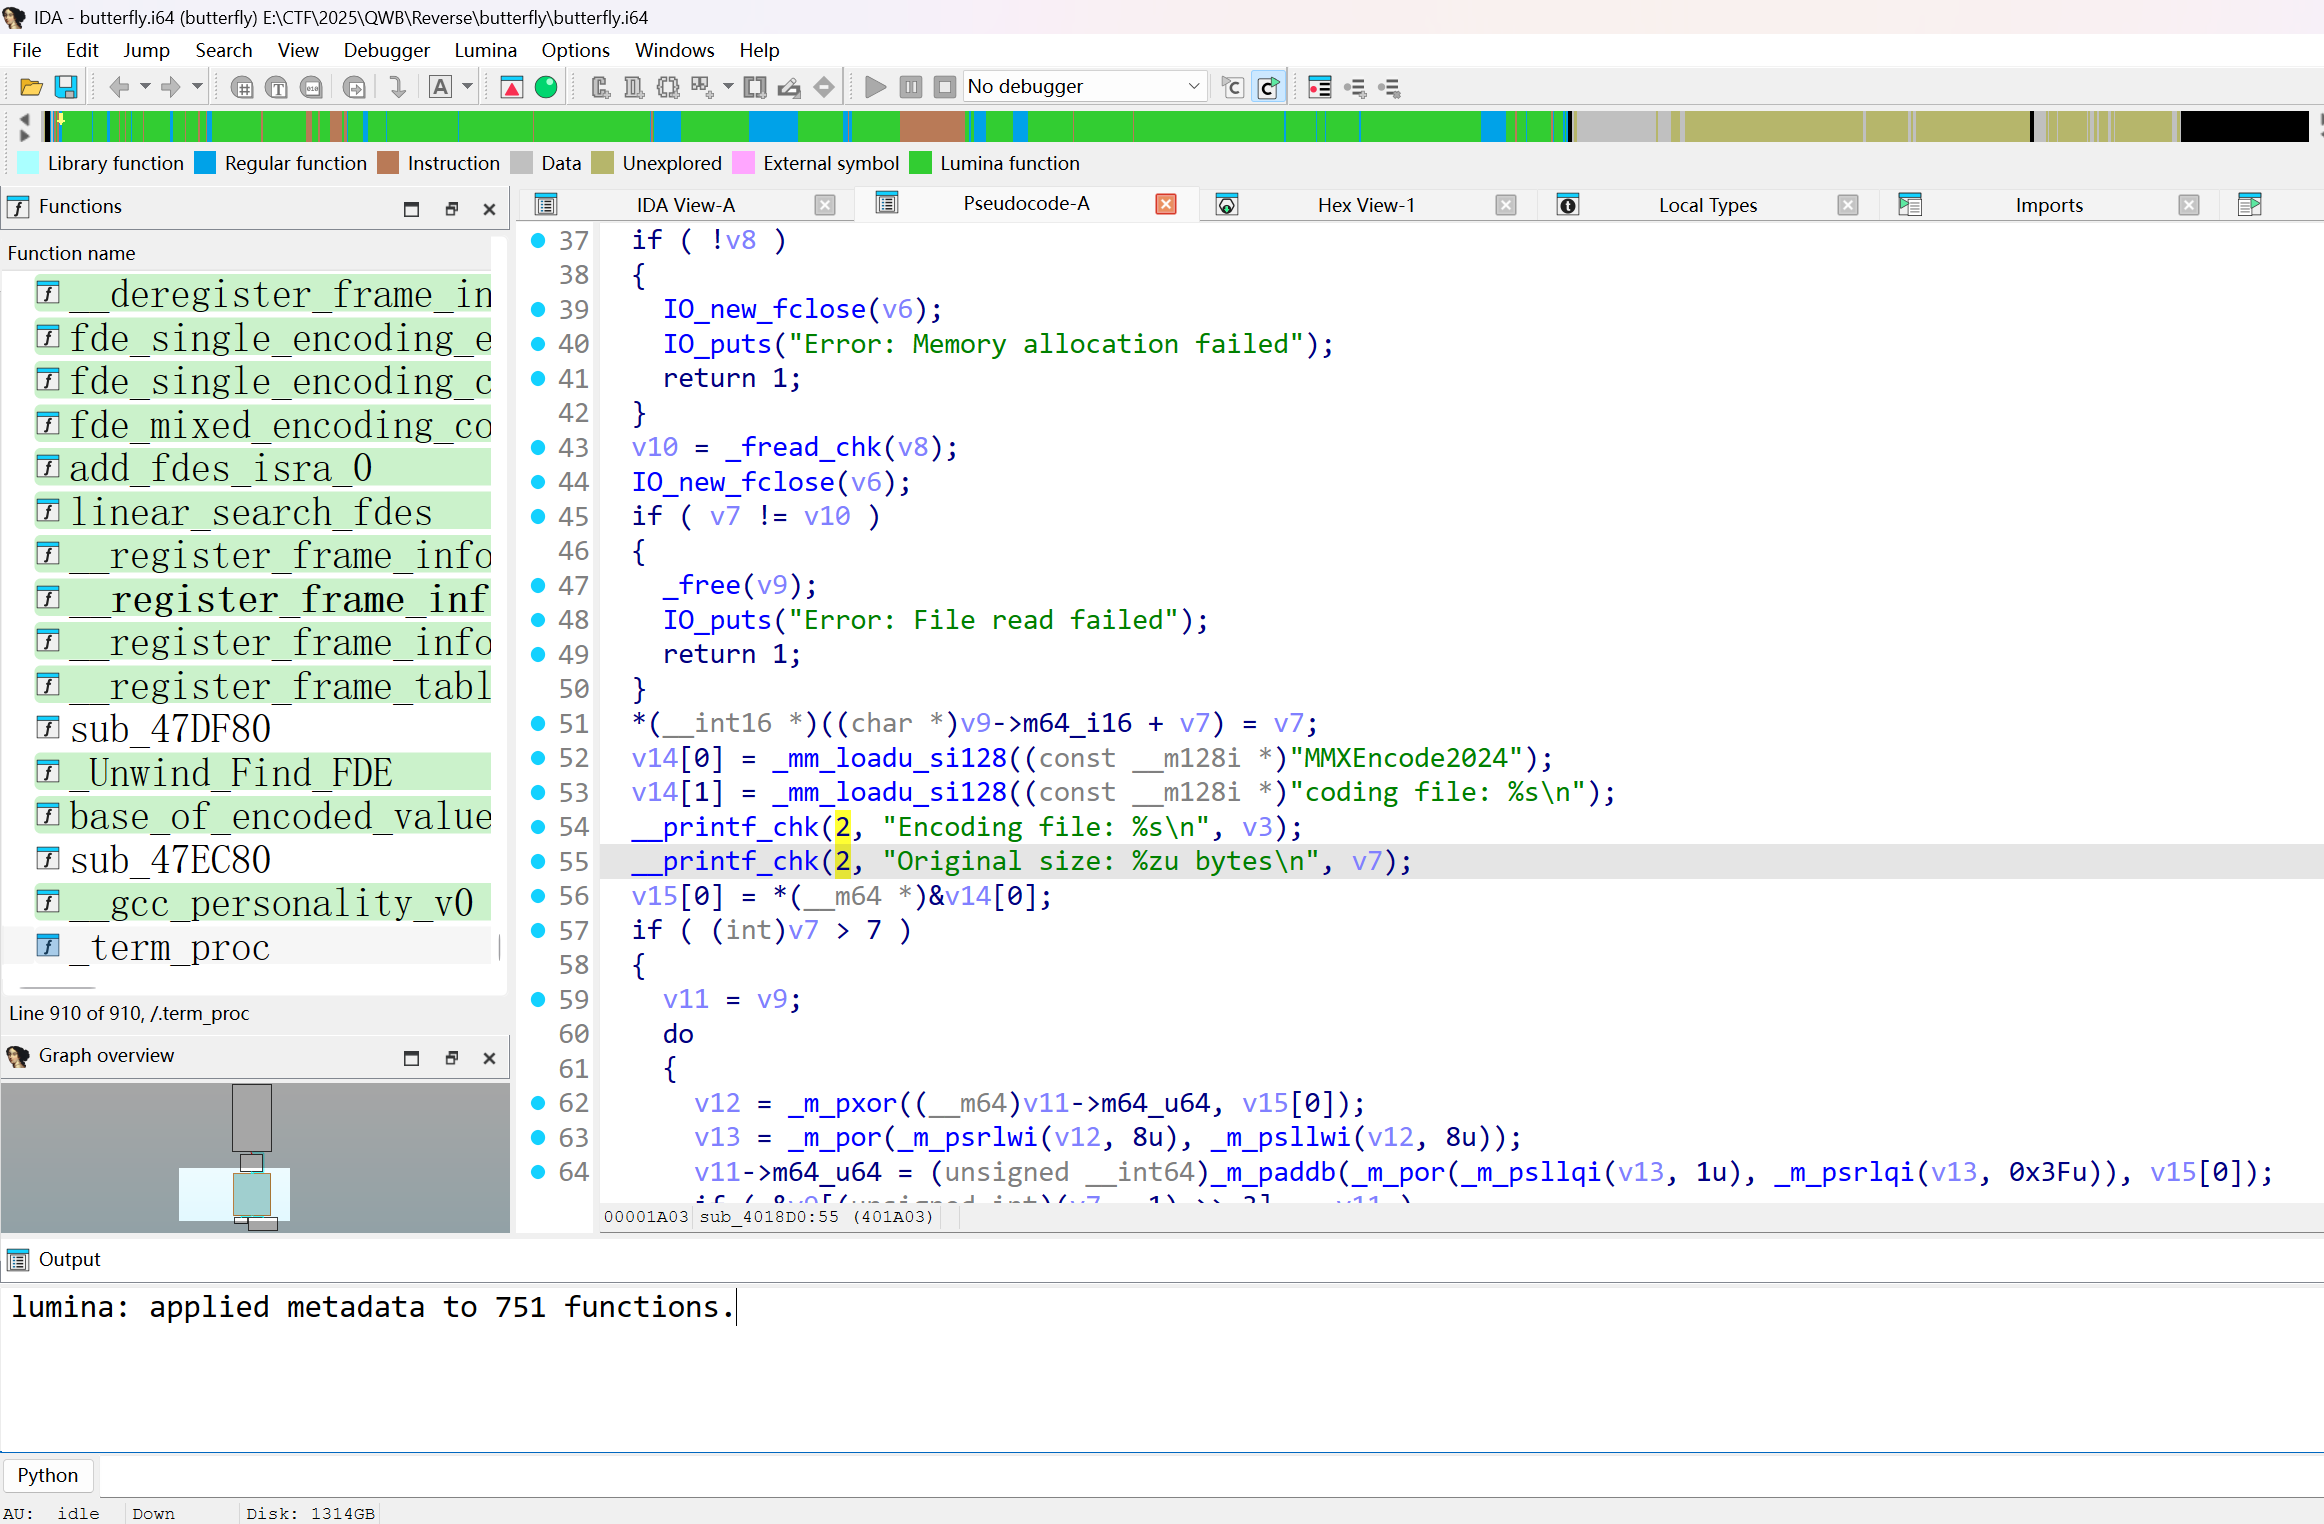 IDA - butterfly.i64 (butterfly) E:\CTF\2025\QWB\Reverse\butterfly\butterfly.i64
File Edit Jump Search View Debugger Lumina Options Windows Help
No debugger
Library function Regular function Instruction Data Unexplored External symbol Lumina function
Functions
Function name
__deregister_frame_in
fde_single_encoding_e
fde_single_encoding_c
fde_mixed_encoding_co
add_fdes_isra_0
linear_search_fdes
__register_frame_info
__register_frame_inf
__register_frame_info
__register_frame_tabl
sub_47DF80
_Unwind_Find_FDE
base_of_encoded_value
sub_47EC80
__gcc_personality_v0
_term_proc
Line 910 of 910, /.term_proc
Graph overview
IDA View-A Pseudocode-A Hex View-1 Local Types Imports
37 if ( !v8 )
38 {
39 IO_new_fclose(v6);
40 IO_puts("Error: Memory allocation failed");
41 return 1;
42 }
43 v10 = _fread_chk(v8);
44 IO_new_fclose(v6);
45 if ( v7 != v10 )
46 {
47 _free(v9);
48 IO_puts("Error: File read failed");
49 return 1;
50 }
51 *(__int16 *)((char *)v9->m64_i16 + v7) = v7;
52 v14[0] = _mm_loadu_si128((const __m128i *)"MMXEncode2024");
53 v14[1] = _mm_loadu_si128((const __m128i *)"coding file: %s\n");
54 __printf_chk(2, "Encoding file: %s\n", v3);
55 __printf_chk(2, "Original size: %zu bytes\n", v7);
56 v15[0] = *(__m64 *)&v14[0];
57 if ( (int)v7 > 7 )
58 {
59 v11 = v9;
60 do
61 {
62 v12 = _m_pxor((__m64)v11->m64_u64, v15[0]);
63 v13 = _m_por(_m_psrlwi(v12, 8u), _m_psllwi(v12, 8u));
64 v11->m64_u64 = (unsigned __int64)_m_paddb(_m_por(_m_psllqi(v13, 1u), _m_psrlqi(v13, 0x3Fu)), v15[0]);
00001A03 sub_4018D0:55 (401A03)
Output
lumina: applied metadata to 751 functions.
Python
AU: idle Down Disk: 1314GB